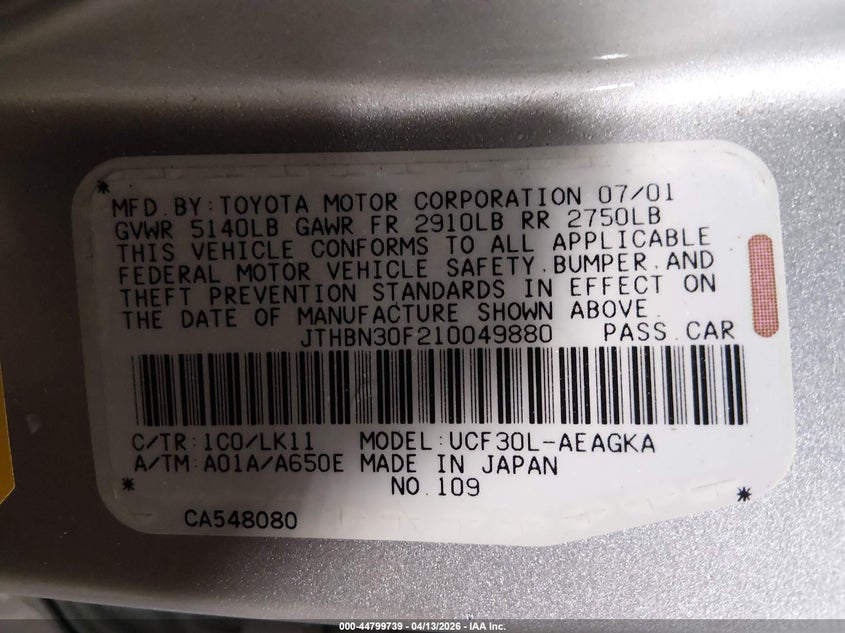 MFD.BY:TOYOTA MOTOR CORPORATION 07/01
GVWR 5140LB GAWR FR 2910LB RR 2750LB
THIS VEHICLE CONFORMS TO ALL APPLICABLE
FEDERAL MOTOR VEHICLE SAFETY,BUMPER,AND
THEFT PREVENTION STANDARDS IN EFFECT ON
THE DATE OF MANUFACTURE SHOWN ABOVE.
JTHBN30F210049880 PASS.CAR
C/TR:1C0/LK11 MODEL:UCF30L-AEAGKA
A/TM:A01A/A650E MADE IN JAPAN
NO.109
CA548080
000-44799739 - 04/13/2026 - IAA Inc.